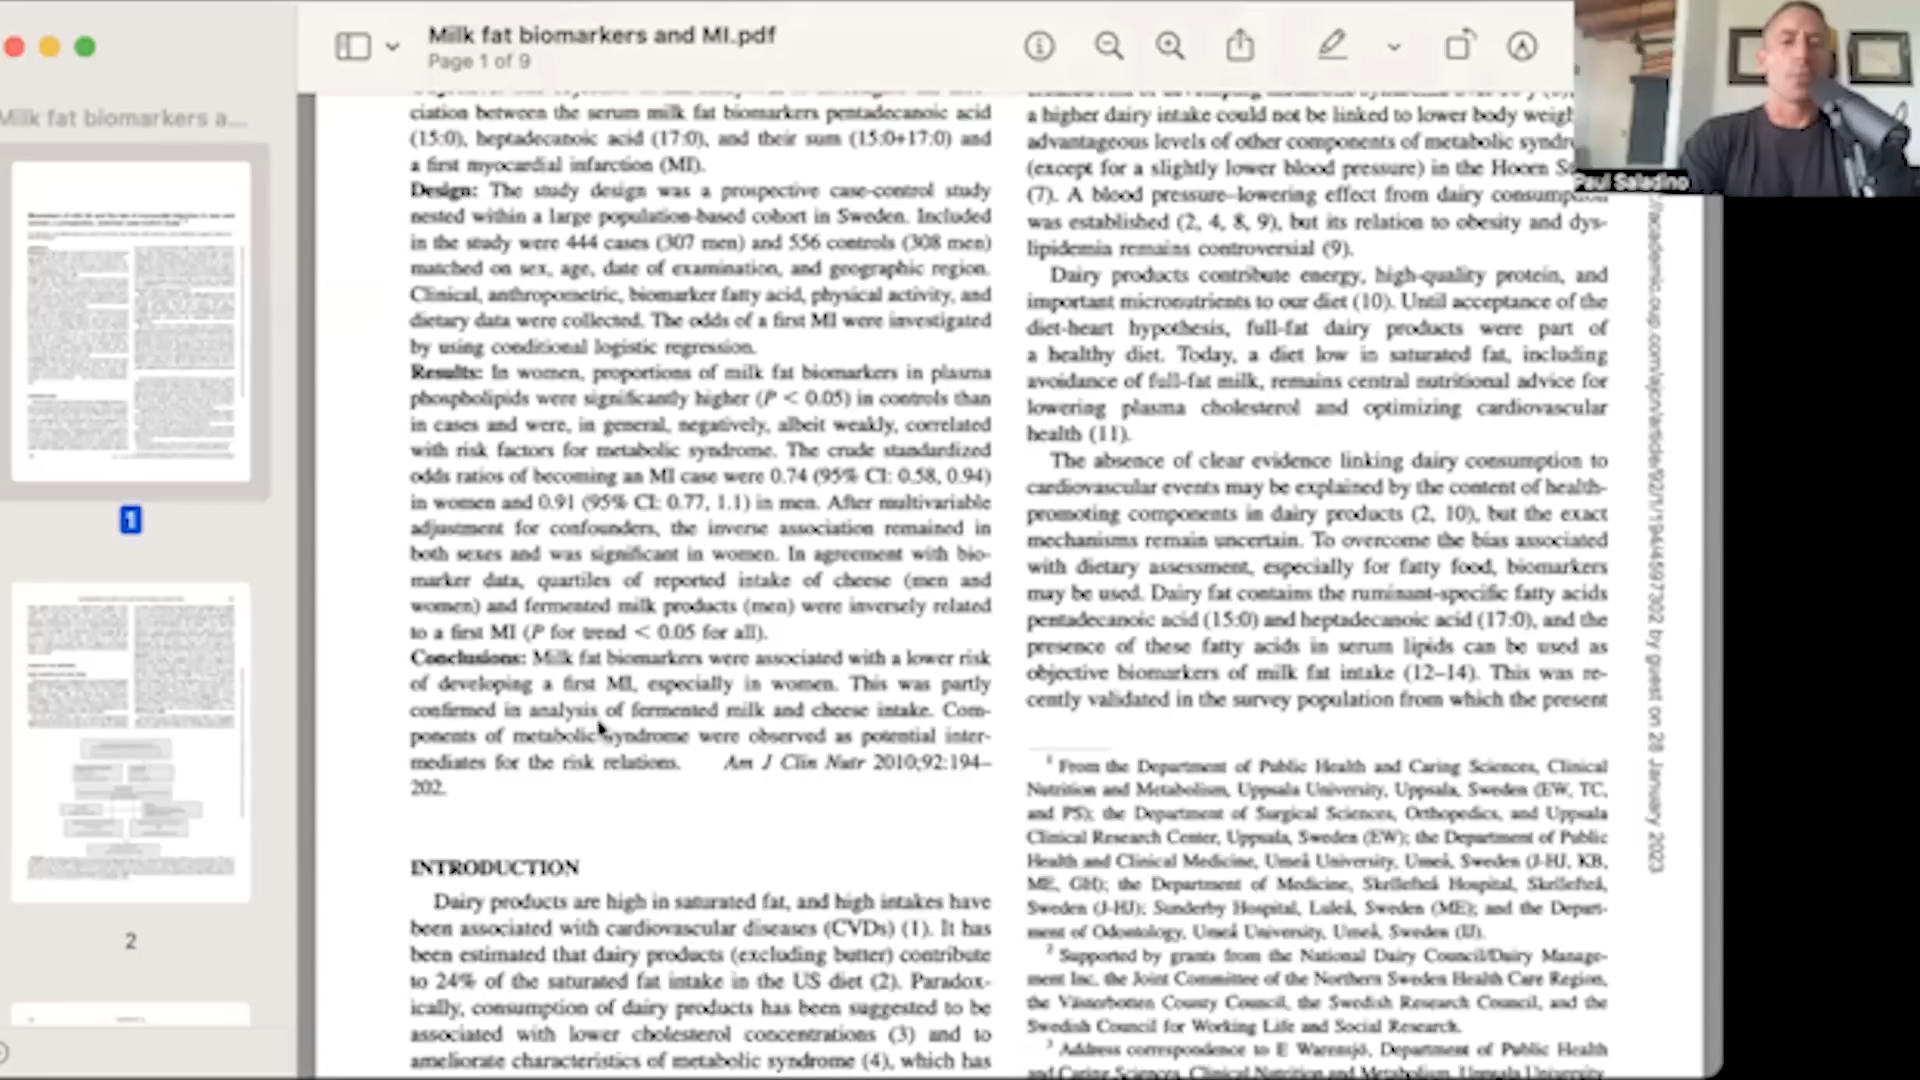 Milk fat biomarkers and MI.pdf
Page 1 of 9
Milk fat biomarkers a...
1
2
Paul Saladino
ciation between the serum milk fat biomarkers pentadecanoic acid
(15:0), heptadecanoic acid (17:0), and their sum (15:0+17:0) and
a first myocardial infarction (MI).
Design: The study design was a prospective case-control study
nested within a large population-based cohort in Sweden. Included
in the study were 444 cases (307 men) and 556 controls (308 men)
matched on sex, age, date of examination, and geographic region.
Clinical, anthropometric, biomarker fatty acid, physical activity, and
dietary data were collected. The odds of a first MI were investigated
by using conditional logistic regression.
Results: In women, proportions of milk fat biomarkers in plasma
phospholipids were significantly higher (P < 0.05) in controls than
in cases and were, in general, negatively, albeit weakly, correlated
with risk factors for metabolic syndrome. The crude standardized
odds ratios of becoming an MI case were 0.74 (95% CI: 0.58, 0.94)
in women and 0.91 (95% CI: 0.77, 1.1) in men. After multivariable
adjustment for confounders, the inverse association remained in
both sexes and was significant in women. In agreement with bio-
marker data, quartiles of reported intake of cheese (men and
women) and fermented milk products (men) were inversely related
to a first MI (P for trend < 0.05 for all).
Conclusions: Milk fat biomarkers were associated with a lower risk
of developing a first MI, especially in women. This was partly
confirmed in analysis of fermented milk and cheese intake. Com-
ponents of metabolic syndrome were observed as potential inter-
mediates for the risk relations. Am J Clin Nutr 2010;92:194–
202.
INTRODUCTION
Dairy products are high in saturated fat, and high intakes have
been associated with cardiovascular diseases (CVDs) (1). It has
been estimated that dairy products (excluding butter) contribute
to 24% of the saturated fat intake in the US diet (2). Paradox-
ically, consumption of dairy products has been suggested to be
associated with lower cholesterol concentrations (3) and to
ameliorate characteristics of metabolic syndrome (4), which has
a higher dairy intake could not be linked to lower body weigh
advantageous levels of other components of metabolic syndr
(except for a slightly lower blood pressure) in the Hoorn S
(7). A blood pressure–lowering effect from dairy consumption
was established (2, 4, 8, 9), but its relation to obesity and dys-
lipidemia remains controversial (9).
Dairy products contribute energy, high-quality protein, and
important micronutrients to our diet (10). Until acceptance of the
diet-heart hypothesis, full-fat dairy products were part of
a healthy diet. Today, a diet low in saturated fat, including
avoidance of full-fat milk, remains central nutritional advice for
lowering plasma cholesterol and optimizing cardiovascular
health (11).
The absence of clear evidence linking dairy consumption to
cardiovascular events may be explained by the content of health-
promoting components in dairy products (2, 10), but the exact
mechanisms remain uncertain. To overcome the bias associated
with dietary assessment, especially for fatty food, biomarkers
may be used. Dairy fat contains the ruminant-specific fatty acids
pentadecanoic acid (15:0) and heptadecanoic acid (17:0), and the
presence of these fatty acids in serum lipids can be used as
objective biomarkers of milk fat intake (12–14). This was re-
cently validated in the survey population from which the present
1 From the Department of Public Health and Caring Sciences, Clinical
Nutrition and Metabolism, Uppsala University, Uppsala, Sweden (EW, TC,
and PS); the Department of Surgical Sciences, Orthopedics, and Uppsala
Clinical Research Center, Uppsala, Sweden (EW); the Department of Public
Health and Clinical Medicine, Umeå University, Umeå, Sweden (J-HJ, KB,
ME, GH); the Department of Medicine, Skellefteå Hospital, Skellefteå,
Sweden (J-HJ); Sunderby Hospital, Luleå, Sweden (ME); and the Depart-
ment of Odontology, Umeå University, Umeå, Sweden (IJ).
2 Supported by grants from the National Dairy Council/Dairy Manage-
ment Inc, the Joint Committee of the Northern Sweden Health Care Region,
the Västerbotten County Council, the Swedish Research Council, and the
Swedish Council for Working Life and Social Research.
3 Address correspondence to E Warensjö, Department of Public Health
and Caring Sciences, Clinical Nutrition and Metabolism, Uppsala University,
//academic.oup.com/ajcn/article/92/1/194/4597302 by guest on 28 January 2023